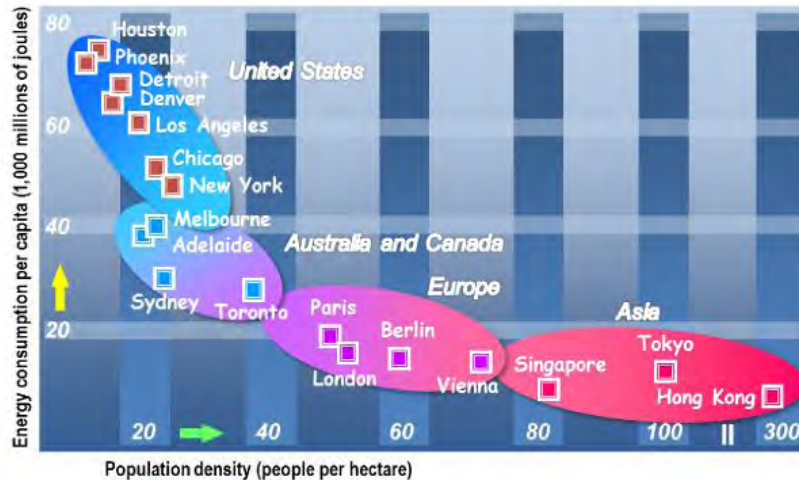 80
Houston
Phoenix
Detroit
Denver
United States
60
Los Angeles
Chicago
New York
40
Melbourne
Adelaide
Australia and Canada
Sydney
Toronto
Europe
Paris
Berlin
Asia
20
London
Vienna
Singapore
Tokyo
Hong Kong
20 40 60 80 100 || 300
Energy consumption per capita (1,000 millions of joules)
Population density (people per hectare)